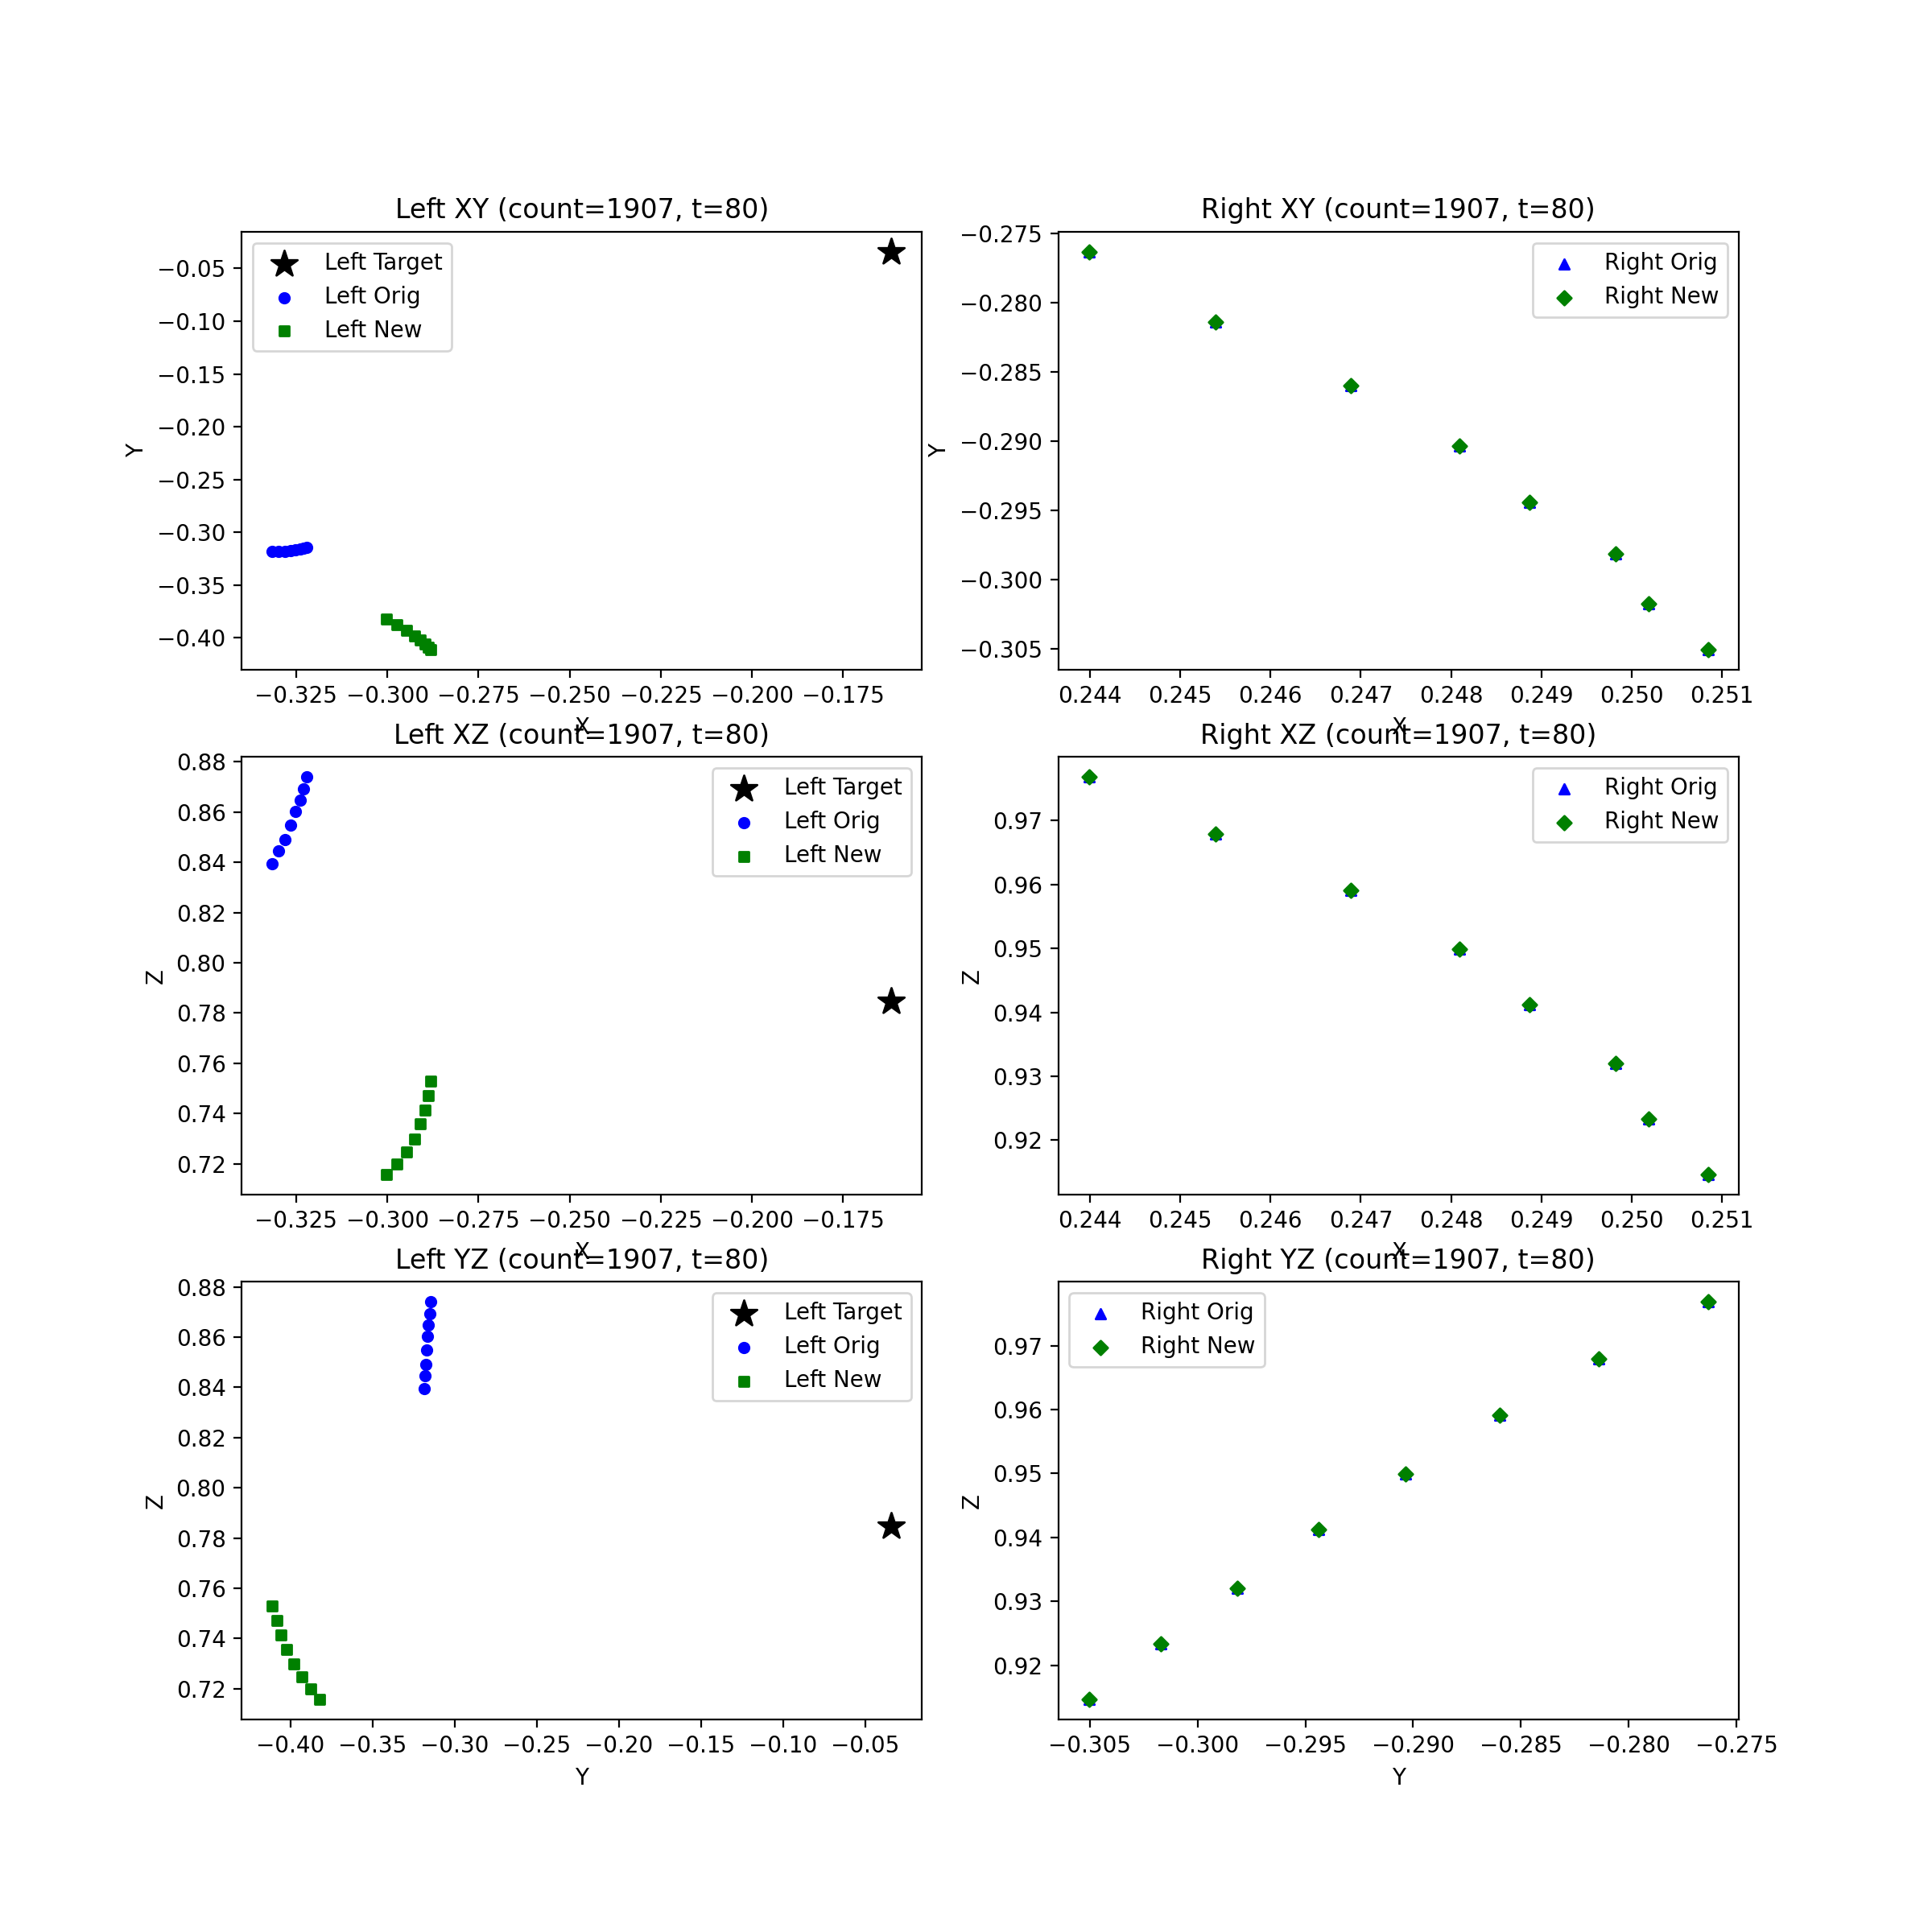 Left XY (count=1907, t=80)
Right XY (count=1907, t=80)
−0.05
−0.10
−0.15
−0.20
−0.25
−0.30
−0.35
−0.40
Y
Left Target
Left Orig
Left New
−0.325 −0.300 −0.275 −0.250 −0.225 −0.200 −0.175
X
−0.275
−0.280
−0.285
−0.290
−0.295
−0.300
−0.305
Y
Right Orig
Right New
0.244 0.245 0.246 0.247 0.248 0.249 0.250 0.251
X
Left XZ (count=1907, t=80)
Right XZ (count=1907, t=80)
0.88
0.86
0.84
0.82
0.80
0.78
0.76
0.74
0.72
Z
Left Target
Left Orig
Left New
−0.325 −0.300 −0.275 −0.250 −0.225 −0.200 −0.175
X
0.97
0.96
0.95
0.94
0.93
0.92
Z
Right Orig
Right New
0.244 0.245 0.246 0.247 0.248 0.249 0.250 0.251
X
Left YZ (count=1907, t=80)
Right YZ (count=1907, t=80)
0.88
0.86
0.84
0.82
0.80
0.78
0.76
0.74
0.72
Z
Left Target
Left Orig
Left New
−0.40 −0.35 −0.30 −0.25 −0.20 −0.15 −0.10 −0.05
Y
0.97
0.96
0.95
0.94
0.93
0.92
Z
Right Orig
Right New
−0.305 −0.300 −0.295 −0.290 −0.285 −0.280 −0.275
Y